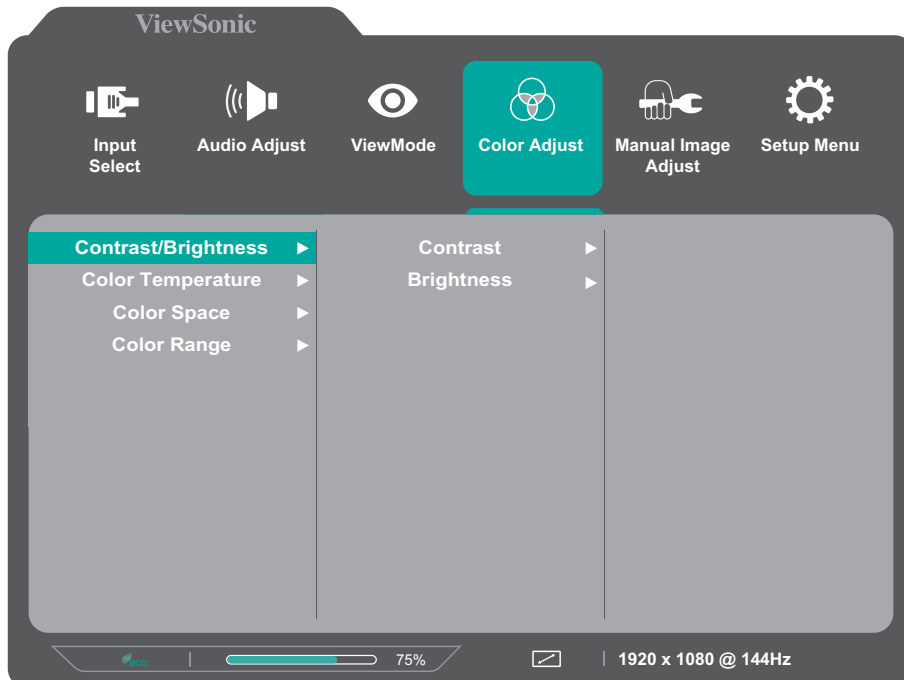 ViewSonic
Input
Select
Audio Adjust
ViewMode
Color Adjust
Manual Image
Adjust
Setup Menu
Contrast/Brightness
Color Temperature
Color Space
Color Range
Contrast
Brightness
eco
75%
1920 x 1080 @ 144Hz